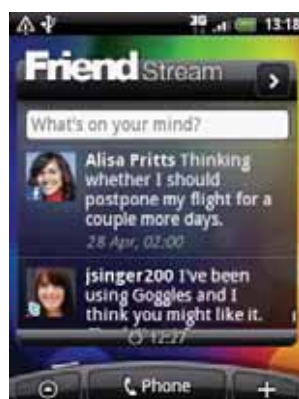 3G 13:18
Friend Stream
What's on your mind?
Alisa Pritts Thinking
whether I should
postpone my flight for a
couple more days.
28 Apr, 02:00
jsinger200 I've been
using Goggles and I
think you might like it.
12:27
Phone